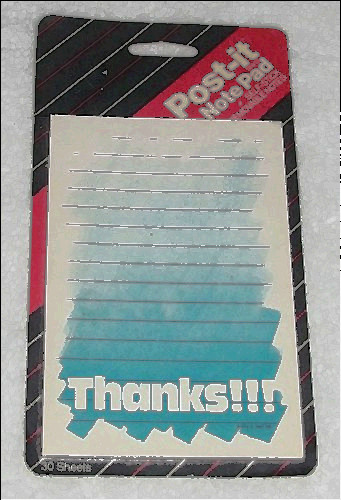 Post-it
Note Pad
Thanks!!!
30 Sheets